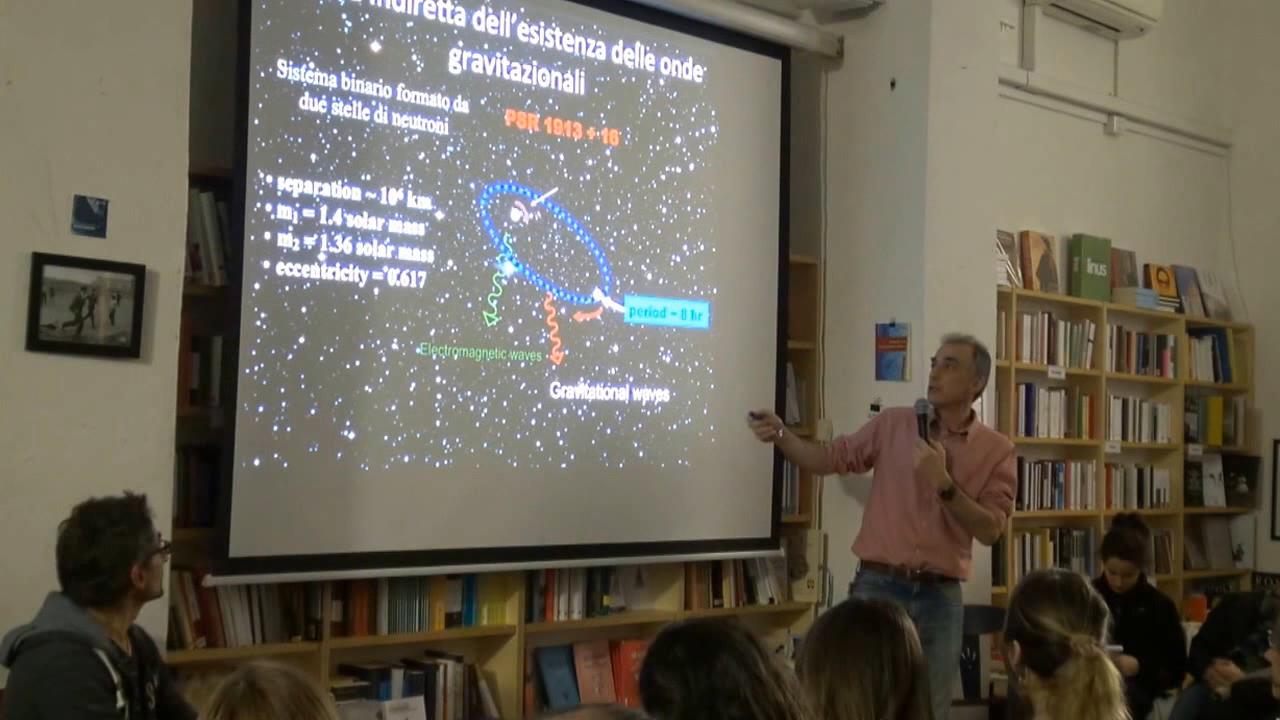 indiretta dell'esistenza delle onde
gravitazionali
Sistema binario formato da
due stelle di neutroni
PSR 1913 + 16
• separation ~ 10⁶ km
• m₁ = 1.4 solar mass
• m₂ = 1.36 solar mass
• eccentricity = 0.617
period ~ 8 hr
Electromagnetic waves
Gravitational waves
linus